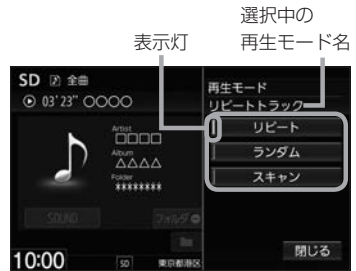 選択中の
表示灯
再生モード名
SD 全曲
03'23" ○○○○
Artist
□□□□
Album
△△△△
Folder
********
SOUND
フォルダ
10:00
SD
東京都港区
再生モード
リピートトラック
リピート
ランダム
スキャン
閉じる